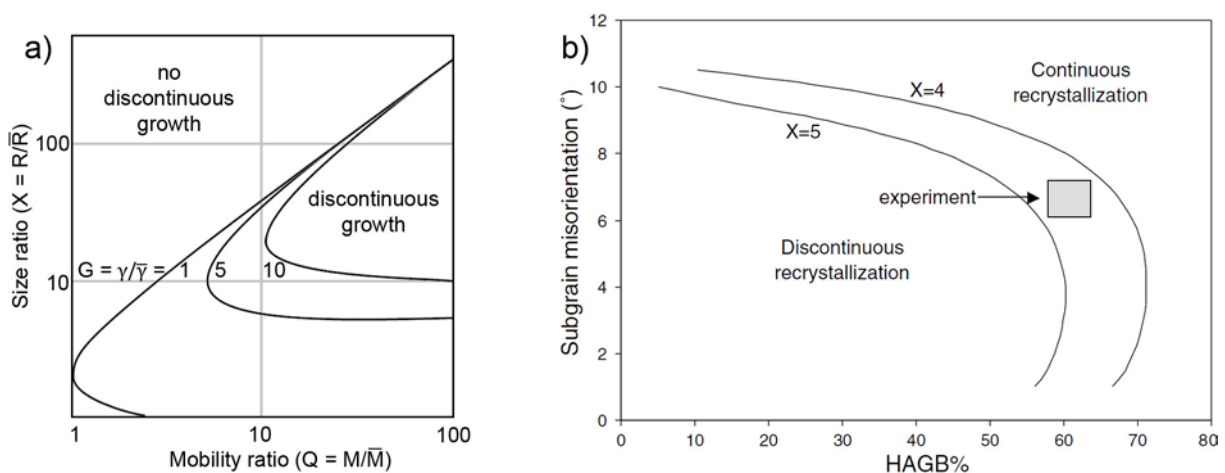 a)
no
discontinuous
growth
discontinuous
growth
G = γ/γ̅ 1 5 10
100
10
1 10 100
Size ratio (X = R/R̅)
Mobility ratio (Q = M/M̅)
b)
12
10
8
6
4
2
0
0 10 20 30 40 50 60 70 80
Subgrain misorientation (°)
HAGB%
Continuous
recrystallization
X=4
X=5
experiment
Discontinuous
recrystallization